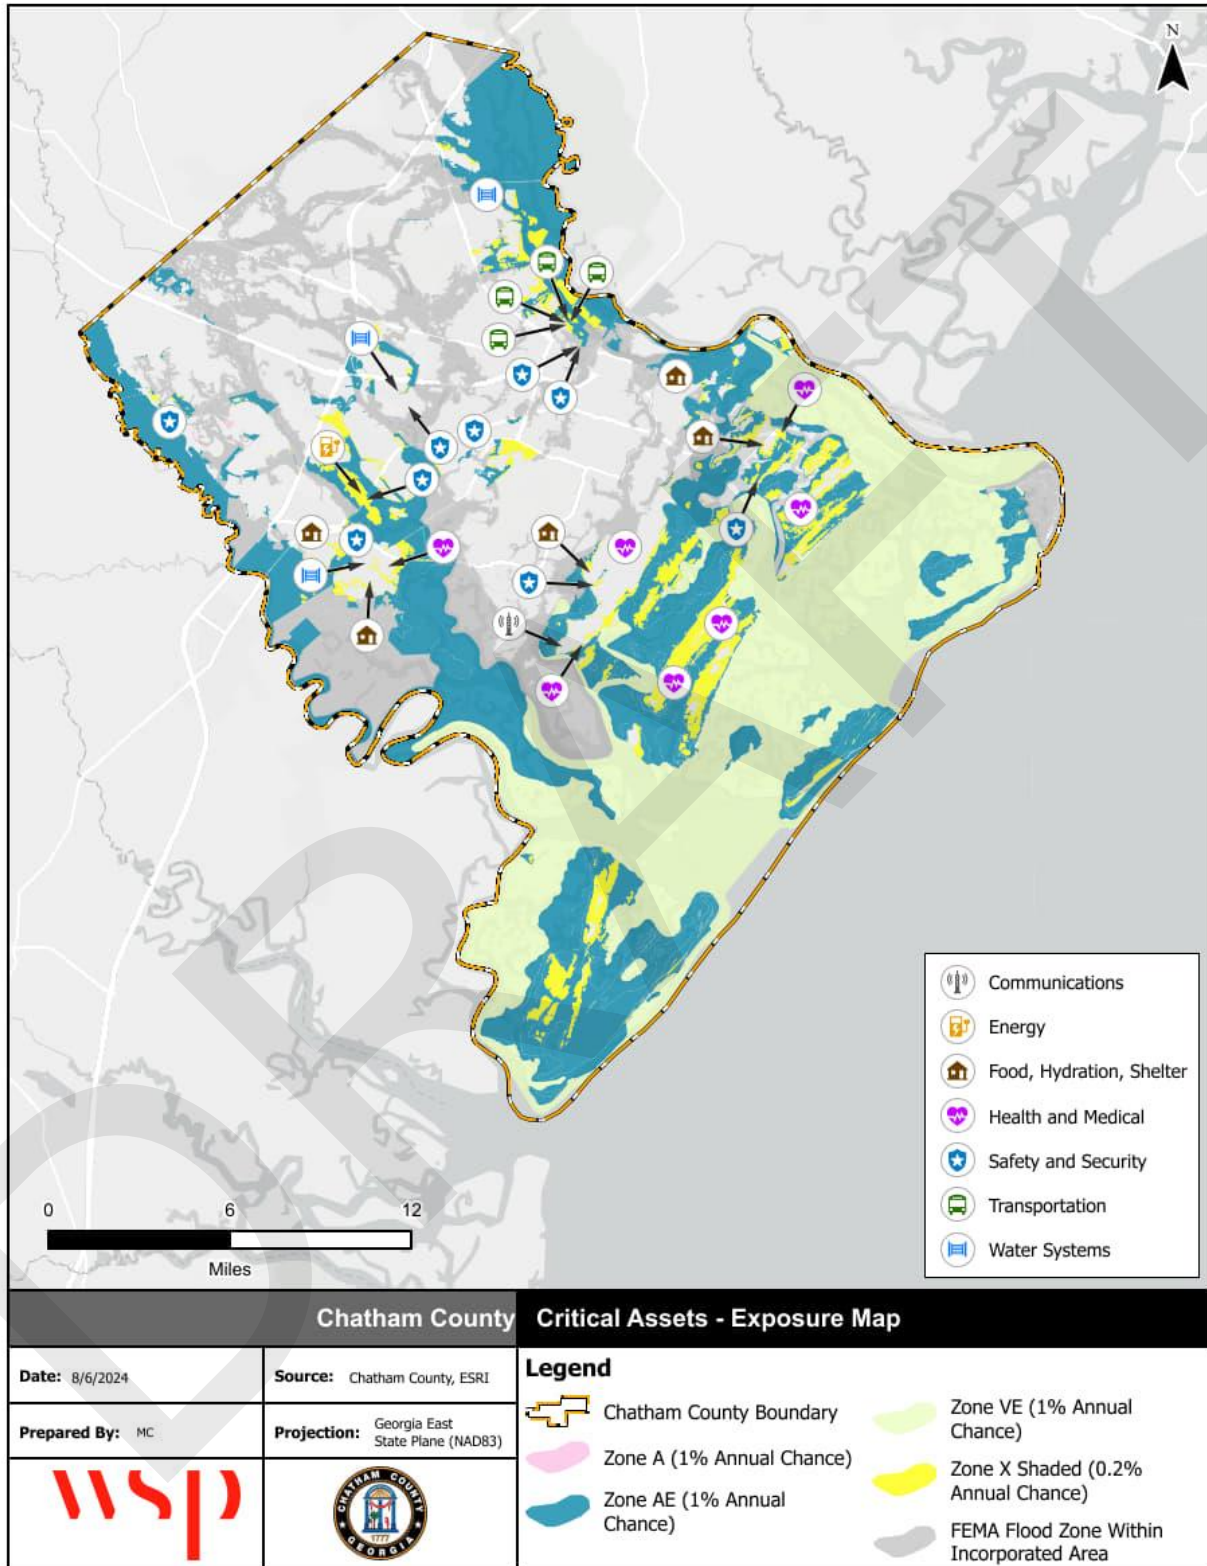 N
Communications
Energy
Food, Hydration, Shelter
Health and Medical
Safety and Security
Transportation
Water Systems
0 6 12
Miles
DRAFT
Chatham County Critical Assets - Exposure Map
Date: 8/6/2024
Source: Chatham County, ESRI
Prepared By: MC
Projection: Georgia East
State Plane (NAD83)
wsp
CHATHAM COUNTY
1777
GEORGIA
Legend
Chatham County Boundary
Zone A (1% Annual Chance)
Zone AE (1% Annual
Chance)
Zone VE (1% Annual
Chance)
Zone X Shaded (0.2%
Annual Chance)
FEMA Flood Zone Within
Incorporated Area